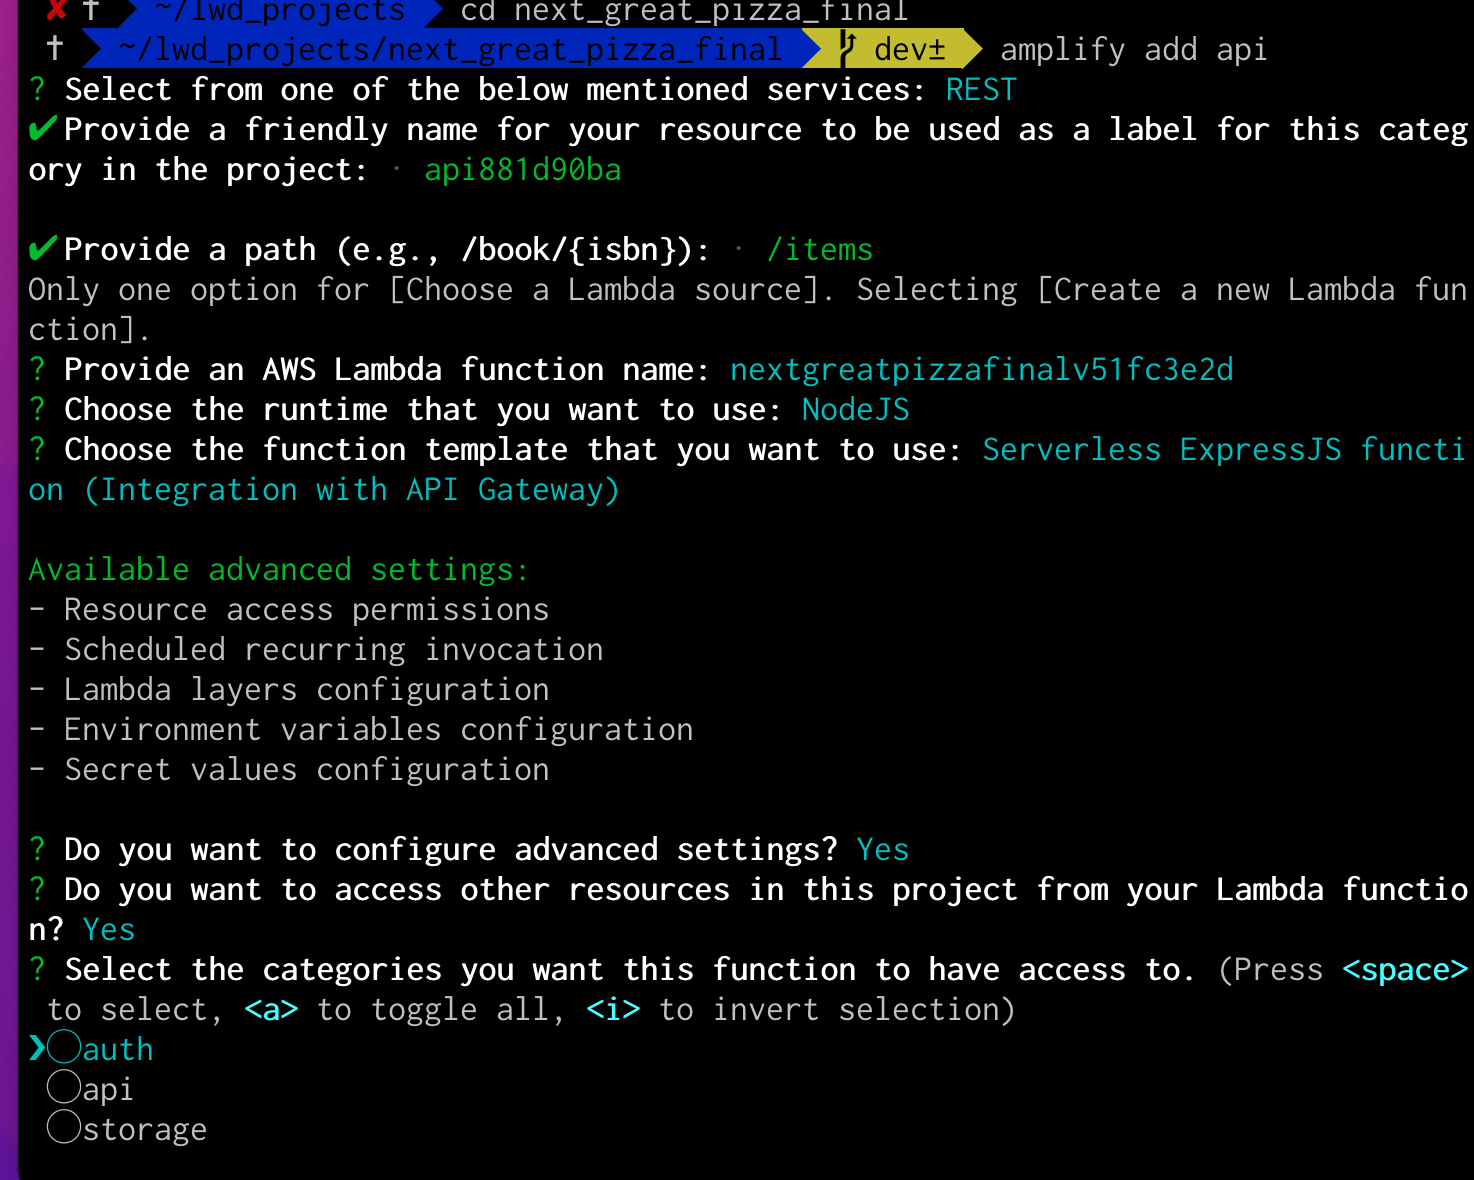 ✘ † ~/lwd_projects cd next_great_pizza_final
† ~/lwd_projects/next_great_pizza_final dev± amplify add api
? Select from one of the below mentioned services: REST
✔ Provide a friendly name for your resource to be used as a label for this categ
ory in the project: · api881d90ba
✔ Provide a path (e.g., /book/{isbn}): · /items
Only one option for [Choose a Lambda source]. Selecting [Create a new Lambda fun
ction].
? Provide an AWS Lambda function name: nextgreatpizzafinalv51fc3e2d
? Choose the runtime that you want to use: NodeJS
? Choose the function template that you want to use: Serverless ExpressJS functi
on (Integration with API Gateway)
Available advanced settings:
- Resource access permissions
- Scheduled recurring invocation
- Lambda layers configuration
- Environment variables configuration
- Secret values configuration
? Do you want to configure advanced settings? Yes
? Do you want to access other resources in this project from your Lambda functio
n? Yes
? Select the categories you want this function to have access to. (Press <space>
to select, <a> to toggle all, <i> to invert selection)
❯◯auth
◯api
◯storage